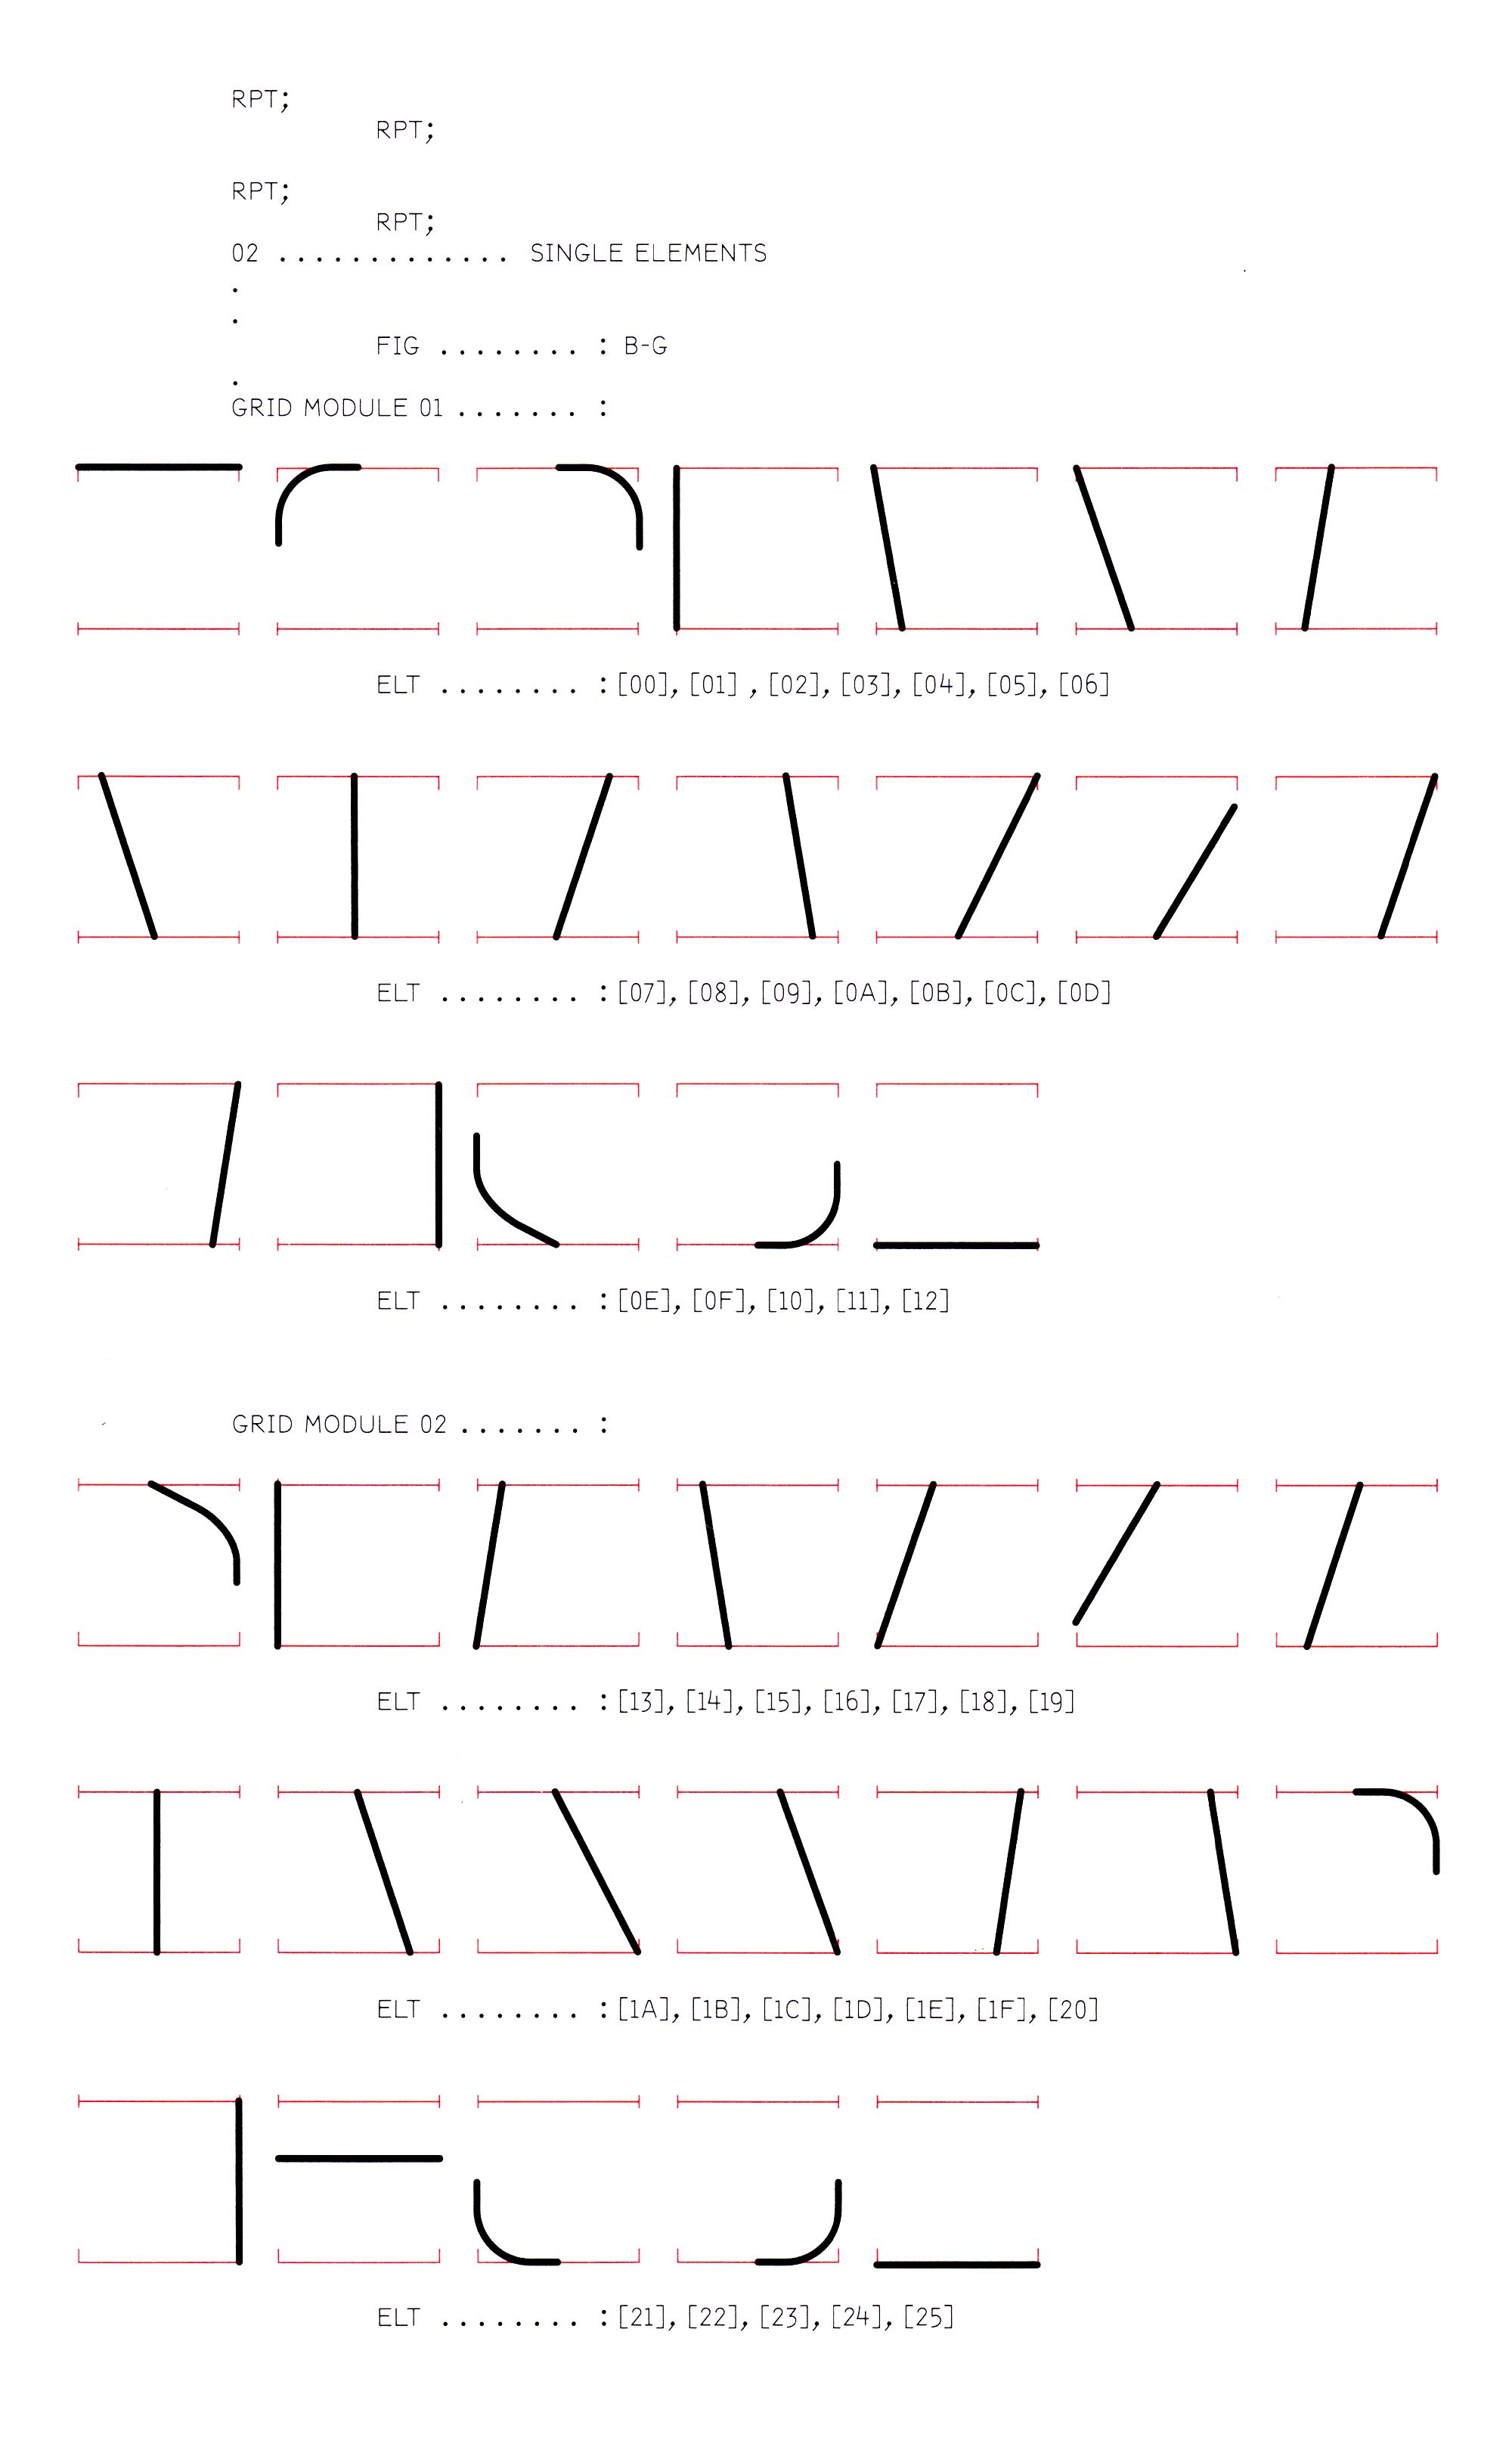 RPT;
RPT;
RPT;
RPT;
02 ............. SINGLE ELEMENTS
.
.
FIG ........ : B-G
.
GRID MODULE 01 ....... :
ELT ........ :[00],[01] ,[02],[03],[04],[05],[06]
ELT ........ :[07],[08],[09],[0A],[0B],[0C],[0D]
ELT ........ :[0E],[0F],[10],[11],[12]
GRID MODULE 02 ....... :
ELT ........ :[13],[14],[15],[16],[17],[18],[19]
ELT ........ :[1A],[1B],[1C],[1D],[1E],[1F],[20]
ELT ........ :[21],[22],[23],[24],[25]